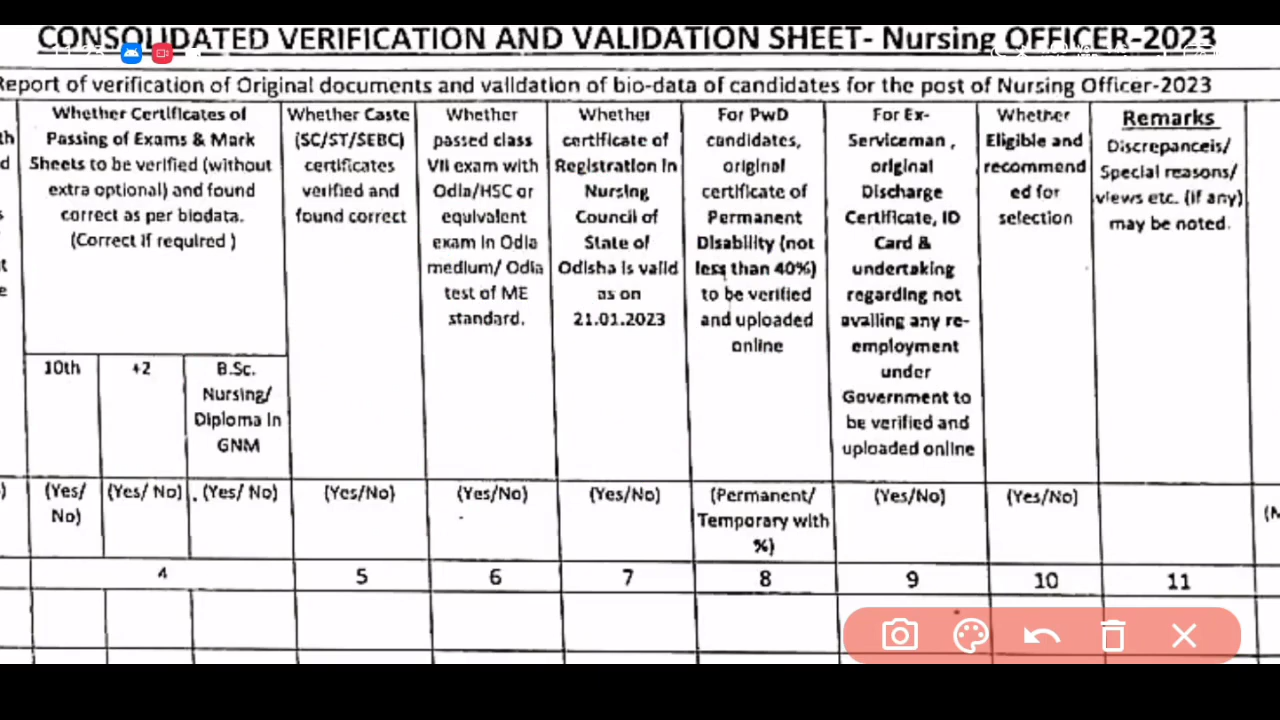 CONSOLIDATED VERIFICATION AND VALIDATION SHEET- Nursing OFFICER-2023
Report of verification of Original documents and validation of bio-data of candidates for the post of Nursing Officer-2023
Whether Certificates of
Passing of Exams & Mark
Sheets to be verified (without
extra optional) and found
correct as per biodata.
(Correct if required )
10th
+2
B.Sc.
Nursing/
Diploma in
GNM
Whether Caste
(SC/ST/SEBC)
certificates
verified and
found correct
Whether
passed class
VII exam with
Odia/HSC or
equivalent
exam in Odia
medium/ Odia
test of ME
standard.
Whether
certificate of
Registration in
Nursing
Council of
State of
Odisha is valid
as on
21.01.2023
For PwD
candidates,
original
certificate of
Permanent
Disability (not
less than 40%)
to be verified
and uploaded
online
For Ex-
Serviceman ,
original
Discharge
Certificate, ID
Card &
undertaking
regarding not
availing any re-
employment
under
Government to
be verified and
uploaded online
Whether
Eligible and
recommend
ed for
selection
Remarks
Discrepanceis/
Special reasons/
views etc. (if any)
may be noted.
(Yes/
No)
(Yes/ No)
(Yes/ No)
(Yes/No)
(Yes/No)
(Yes/No)
(Permanent/
Temporary with
%)
(Yes/No)
(Yes/No)
4
5
6
7
8
9
10
11